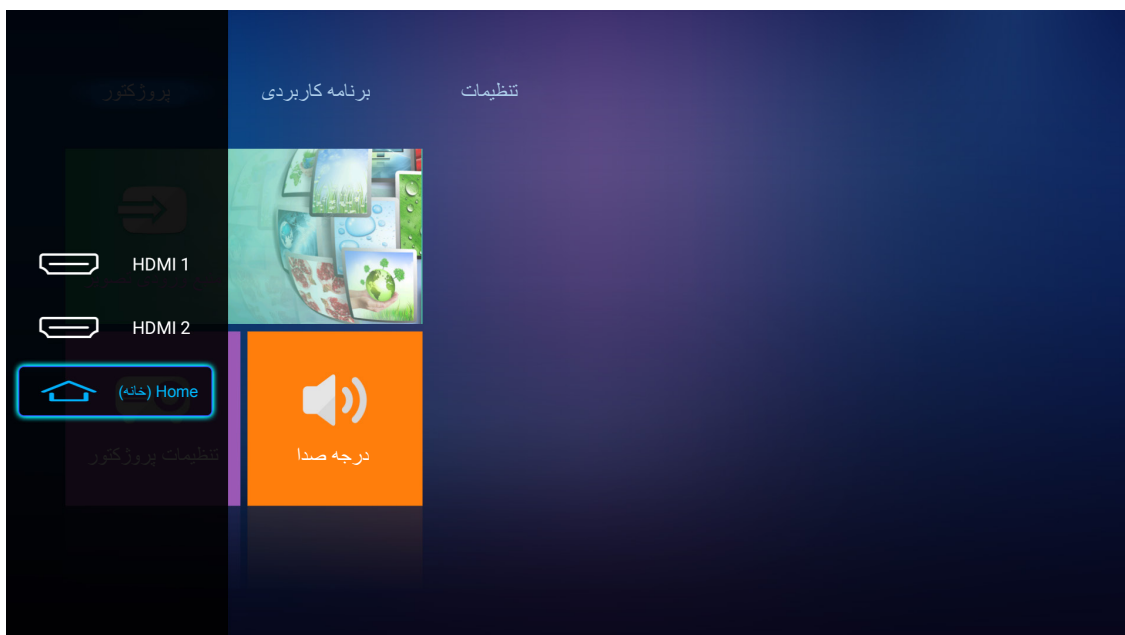 پروژکتور
برنامه کاربردی
تنظیمات
HDMI 1
HDMI 2
Home (خانه)
تنظیمات پروژکتور
درجه صدا